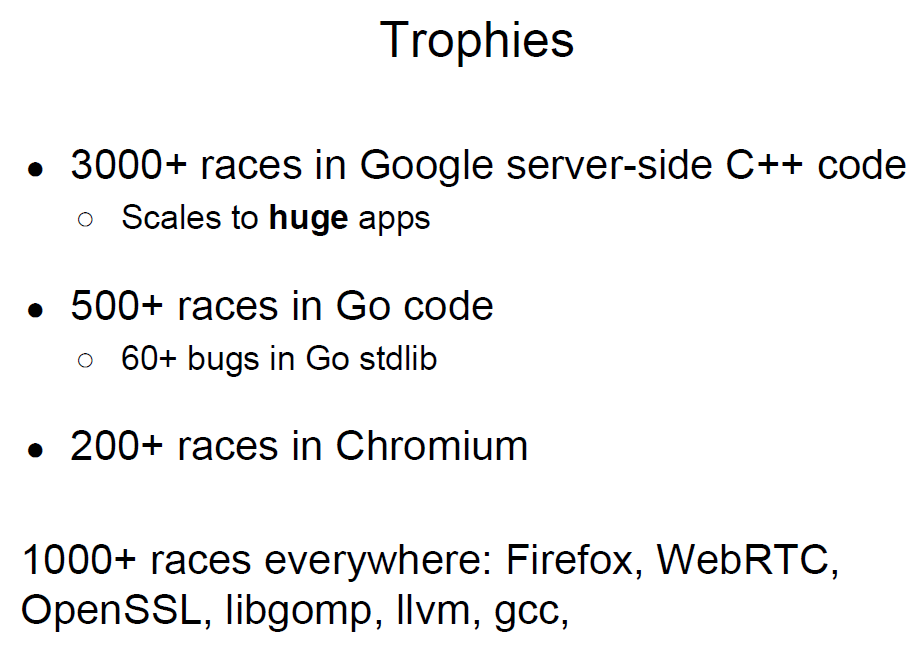 Trophies
● 3000+ races in Google server-side C++ code
○ Scales to huge apps
● 500+ races in Go code
○ 60+ bugs in Go stdlib
● 200+ races in Chromium
1000+ races everywhere: Firefox, WebRTC,
OpenSSL, libgomp, llvm, gcc,